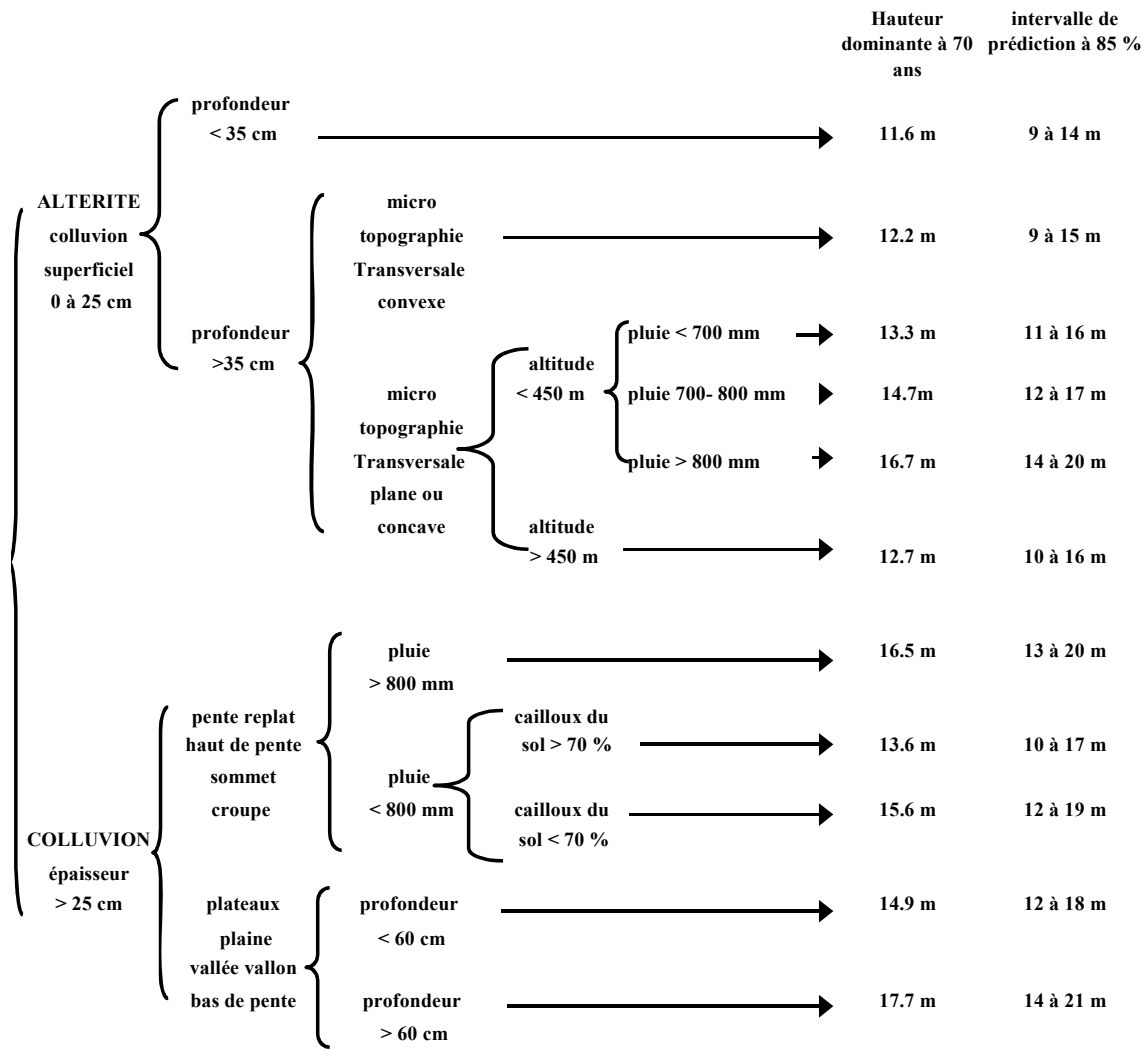 Hauteur
dominante à 70
ans
intervalle de
prédiction à 85 %
ALTERITE
colluvion
superficiel
0 à 25 cm
profondeur
< 35 cm
11.6 m
9 à 14 m
profondeur
>35 cm
micro
topographie
Transversale
convexe
12.2 m
9 à 15 m
micro
topographie
Transversale
plane ou
concave
altitude
< 450 m
pluie < 700 mm
13.3 m
11 à 16 m
pluie 700- 800 mm
14.7m
12 à 17 m
pluie > 800 mm
16.7 m
14 à 20 m
altitude
> 450 m
12.7 m
10 à 16 m
COLLUVION
épaisseur
> 25 cm
pente replat
haut de pente
sommet
croupe
pluie
> 800 mm
16.5 m
13 à 20 m
pluie
< 800 mm
cailloux du
sol > 70 %
13.6 m
10 à 17 m
cailloux du
sol < 70 %
15.6 m
12 à 19 m
plateaux
plaine
vallée vallon
bas de pente
profondeur
< 60 cm
14.9 m
12 à 18 m
profondeur
> 60 cm
17.7 m
14 à 21 m